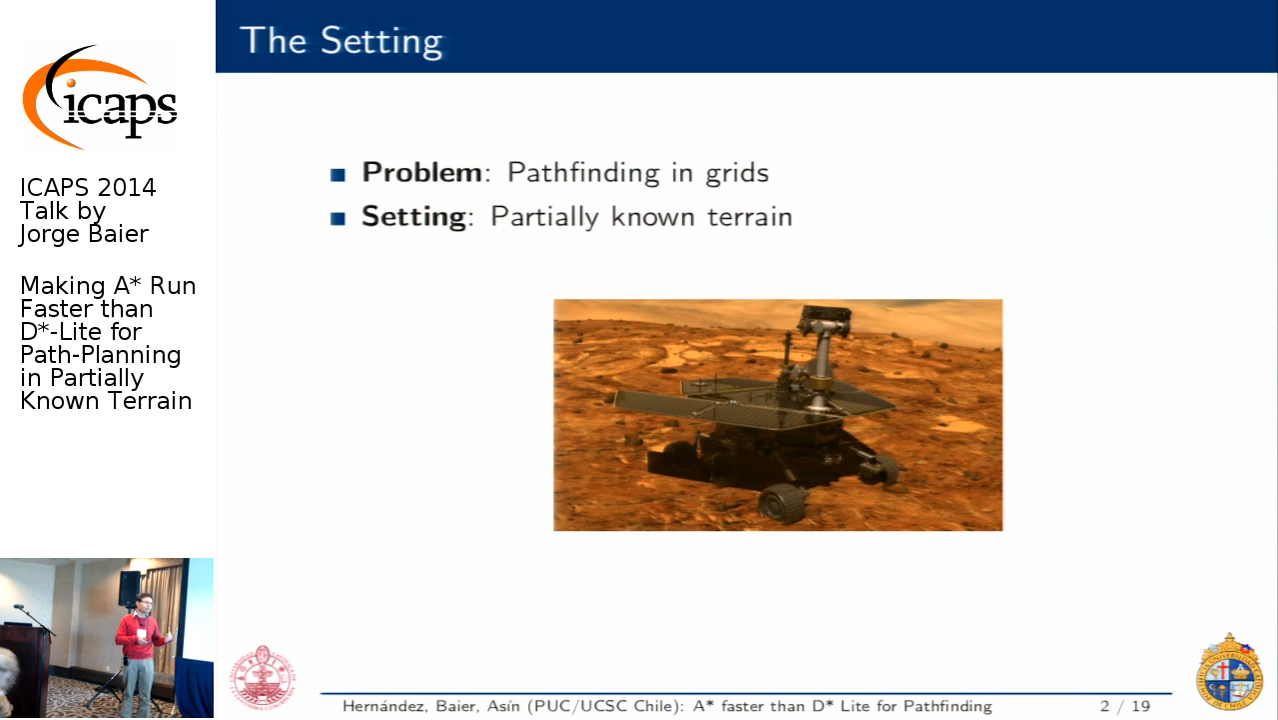 icaps
ICAPS 2014
Talk by
Jorge Baier
Making A* Run
Faster than
D*-Lite for
Path-Planning
in Partially
Known Terrain
The Setting
Problem: Pathfinding in grids
Setting: Partially known terrain
Hernández, Baier, Asín (PUC/UCSC Chile): A* faster than D* Lite for Pathfinding
2 / 19